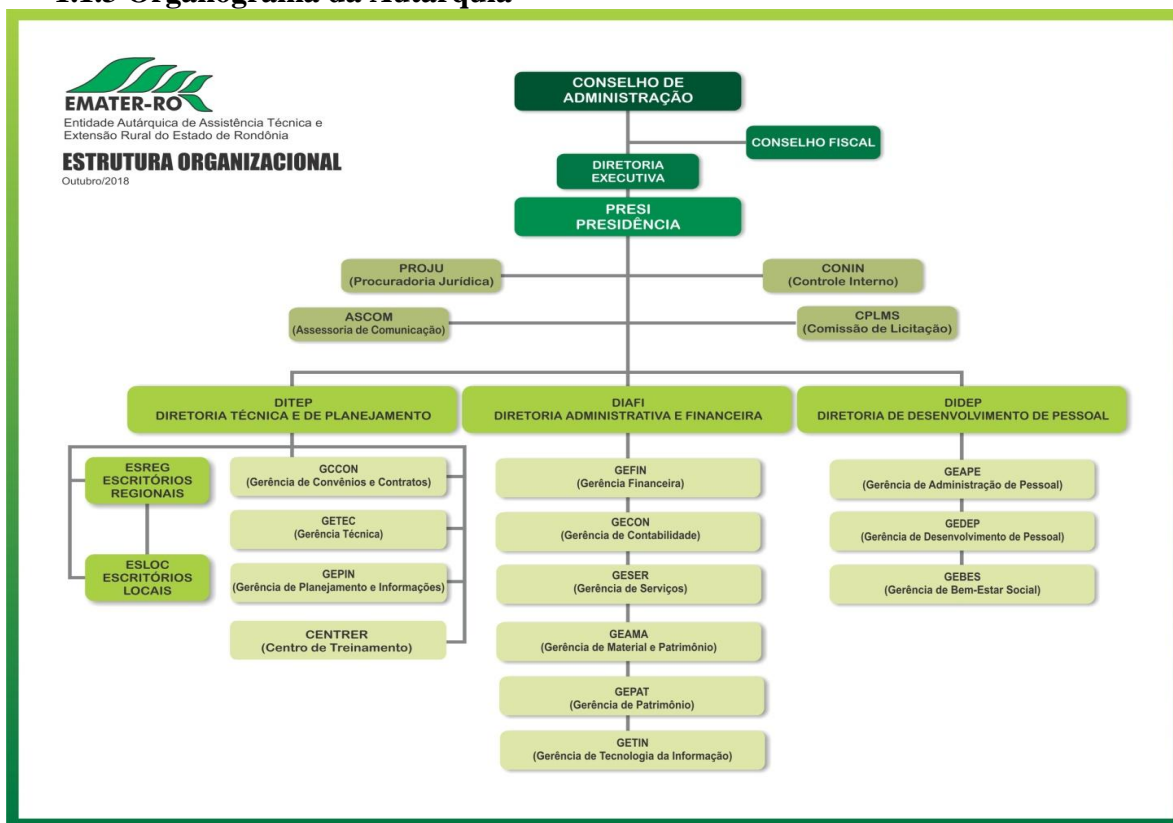 1.1.3 Organograma da Autarquia
EMATER-RO
Entidade Autárquica de Assistência Técnica e
Extensão Rural do Estado de Rondônia
ESTRUTURA ORGANIZACIONAL
Outubro/2018
CONSELHO DE
ADMINISTRAÇÃO
CONSELHO FISCAL
DIRETORIA
EXECUTIVA
PRESI
PRESIDÊNCIA
PROJU
(Procuradoria Jurídica)
CONIN
(Controle Interno)
ASCOM
(Assessoria de Comunicação)
CPLMS
(Comissão de Licitação)
DITEP
DIRETORIA TÉCNICA E DE PLANEJAMENTO
DIAFI
DIRETORIA ADMINISTRATIVA E FINANCEIRA
DIDEP
DIRETORIA DE DESENVOLVIMENTO DE PESSOAL
ESREG
ESCRITÓRIOS
REGIONAIS
ESLOC
ESCRITÓRIOS
LOCAIS
GCCON
(Gerência de Convênios e Contratos)
GETEC
(Gerência Técnica)
GEPIN
(Gerência de Planejamento e Informações)
CENTRER
(Centro de Treinamento)
GEFIN
(Gerência Financeira)
GECON
(Gerência de Contabilidade)
GESER
(Gerência de Serviços)
GEAMA
(Gerência de Material e Patrimônio)
GEPAT
(Gerência de Patrimônio)
GETIN
(Gerência de Tecnologia da Informação)
GEAPE
(Gerência de Administração de Pessoal)
GEDEP
(Gerência de Desenvolvimento de Pessoal)
GEBES
(Gerência de Bem-Estar Social)